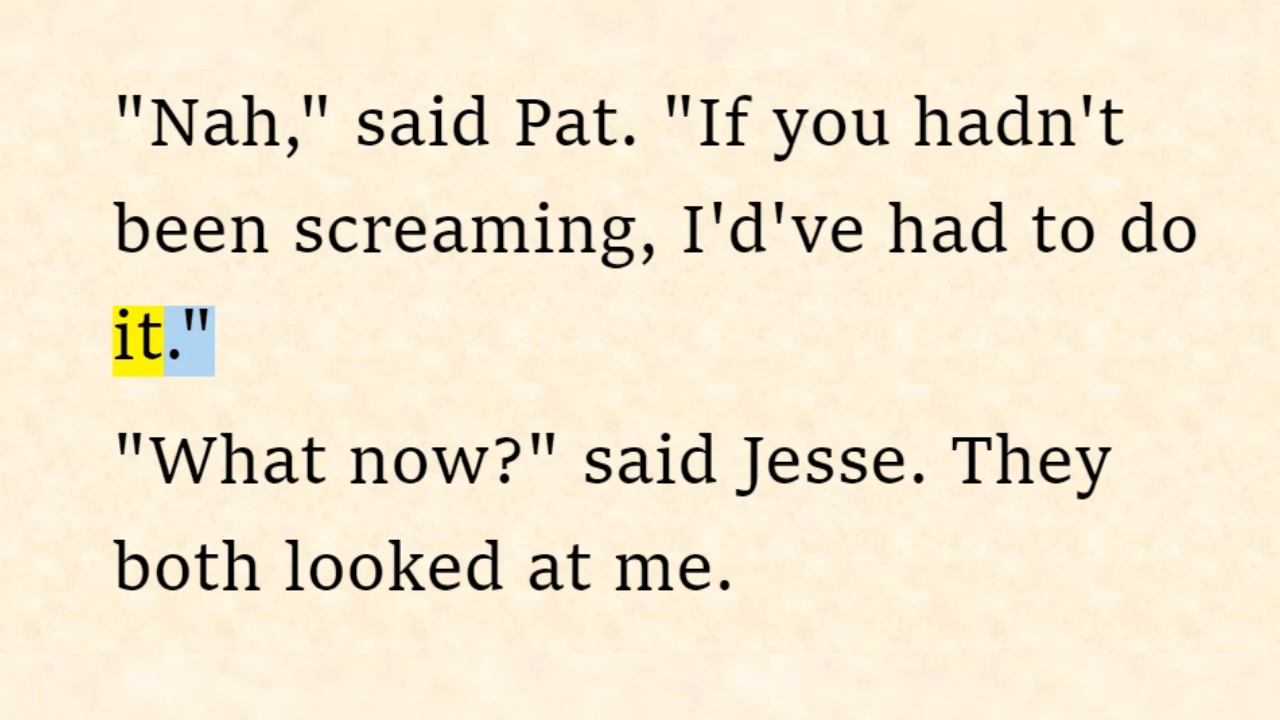 "Nah," said Pat. "If you hadn't
been screaming, I'd've had to do
it."
"What now?" said Jesse. They
both looked at me.